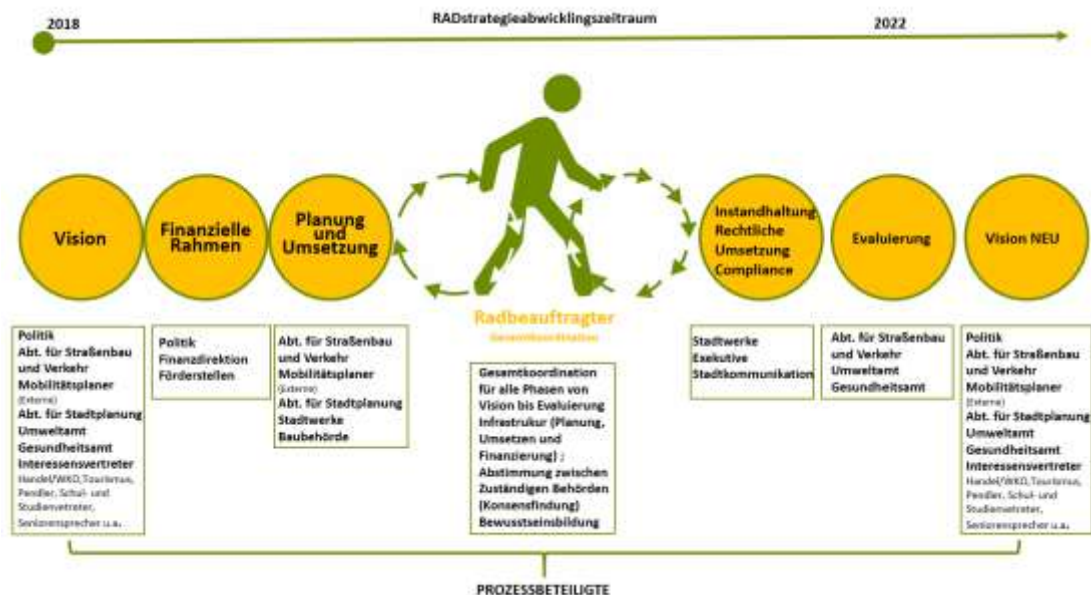 RADstrategieabwicklingszeitraum
2018
2022
Vision
Finanzielle
Rahmen
Planung
und
Umsetzung
Instandhaltung
Rechtliche
Umsetzung
Compliance
Evaluierung
Vision NEU
Radbeauftragter
Gesamtkoordination
Politik
Abt. für Straßenbau
und Verkehr
Mobilitätsplaner
(Externe)
Abt. für Stadtplanung
Umweltamt
Gesundheitsamt
Interessensvertreter
Handel/WKO, Tourismus,
Pendler, Schul- und
Studienvetreter,
Seniorensprecher u.a.
Politik
Finanzdirektion
Förderstellen
Abt. für Straßenbau
und Verkehr
Mobilitätsplaner
(Externe)
Abt. für Stadtplanung
Stadtwerke
Baubehörde
Gesamtkoordination
für alle Phasen von
Vision bis Evaluierung
Infrastrukur (Planung,
Umsetzen und
Finanzierung) ;
Abstimmung zwischen
Zuständigen Behörden
(Konsensfindung)
Bewusstseinsbildung
Stadtwerke
Exekutive
Stadtkommunikation
Abt. für Straßenbau
und Verkehr
Umweltamt
Gesundheitsamt
Politik
Abt. für Straßenbau
und Verkehr
Mobilitätsplaner
(Externe)
Abt. für Stadtplanung
Umweltamt
Gesundheitsamt
Interessensvertreter
Handel/WKO, Tourismus,
Pendler, Schul- und
Studienvetreter,
Seniorensprecher u.a.
PROZESSBETEILIGTE